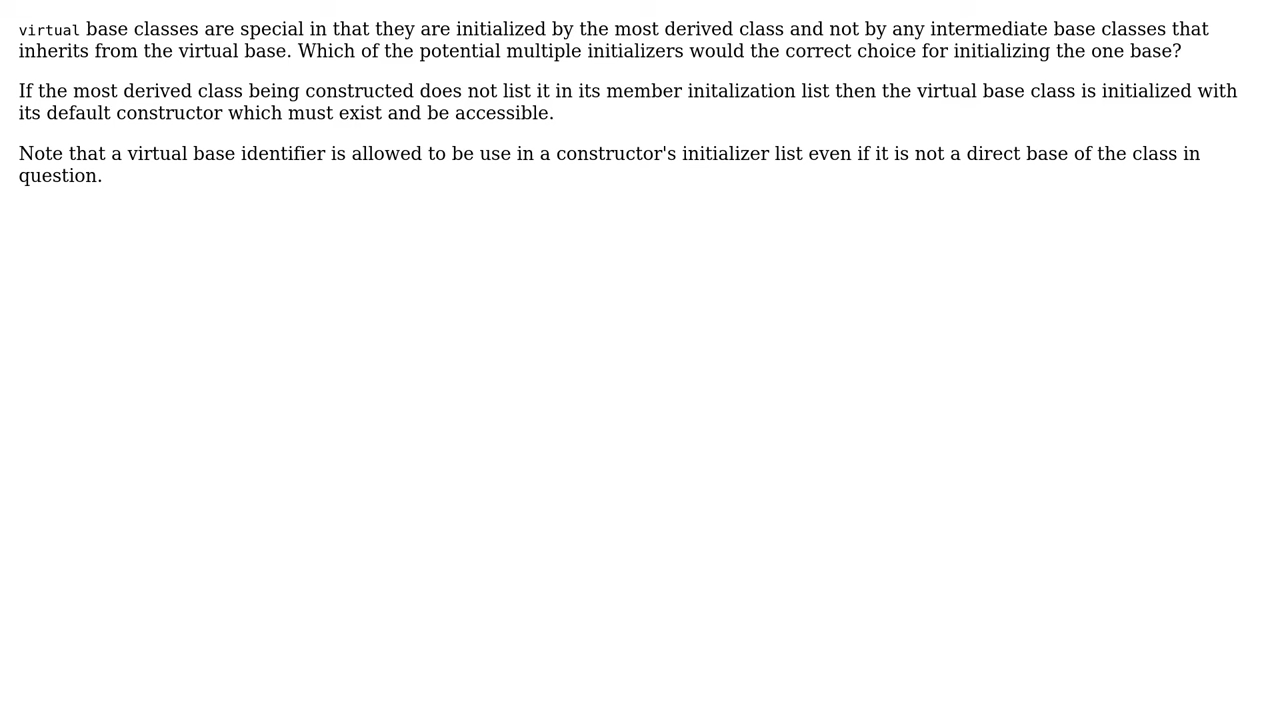 virtual base classes are special in that they are initialized by the most derived class and not by any intermediate base classes that
inherits from the virtual base. Which of the potential multiple initializers would the correct choice for initializing the one base?
If the most derived class being constructed does not list it in its member initalization list then the virtual base class is initialized with
its default constructor which must exist and be accessible.
Note that a virtual base identifier is allowed to be use in a constructor's initializer list even if it is not a direct base of the class in
question.